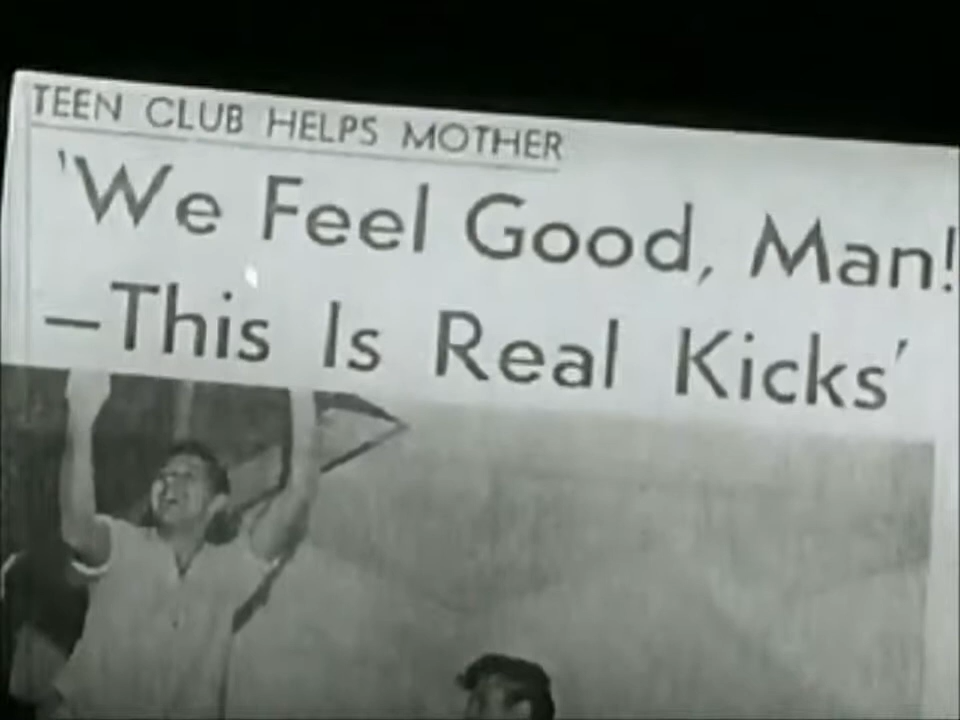 TEEN CLUB HELPS MOTHER
'We Feel Good, Man!
—This Is Real Kicks'